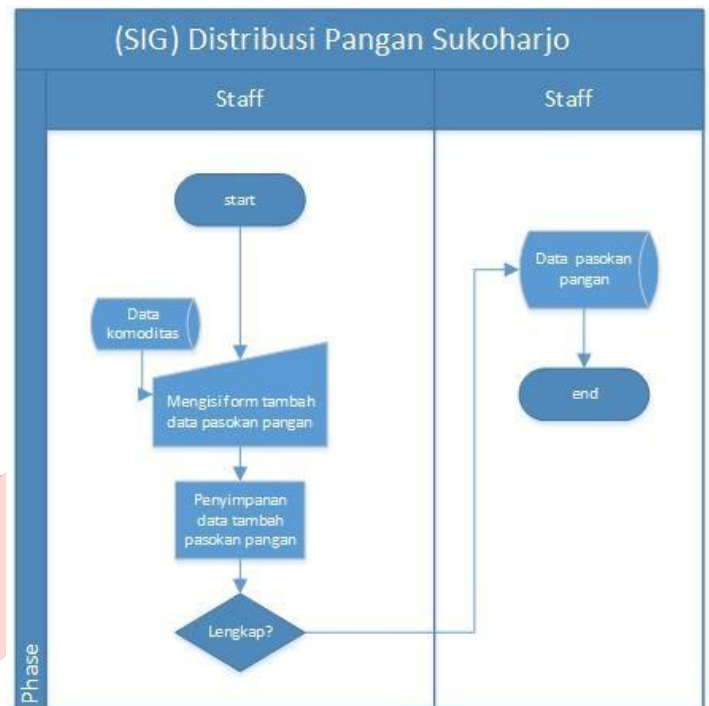 (SIG) Distribusi Pangan Sukoharjo
Staff
Staff
start
Data
komoditas
Mengisi form tambah
data pasokan pangan
Penyimpanan
data tambah
pasokan pangan
Lengkap?
Data pasokan
pangan
end
Phase